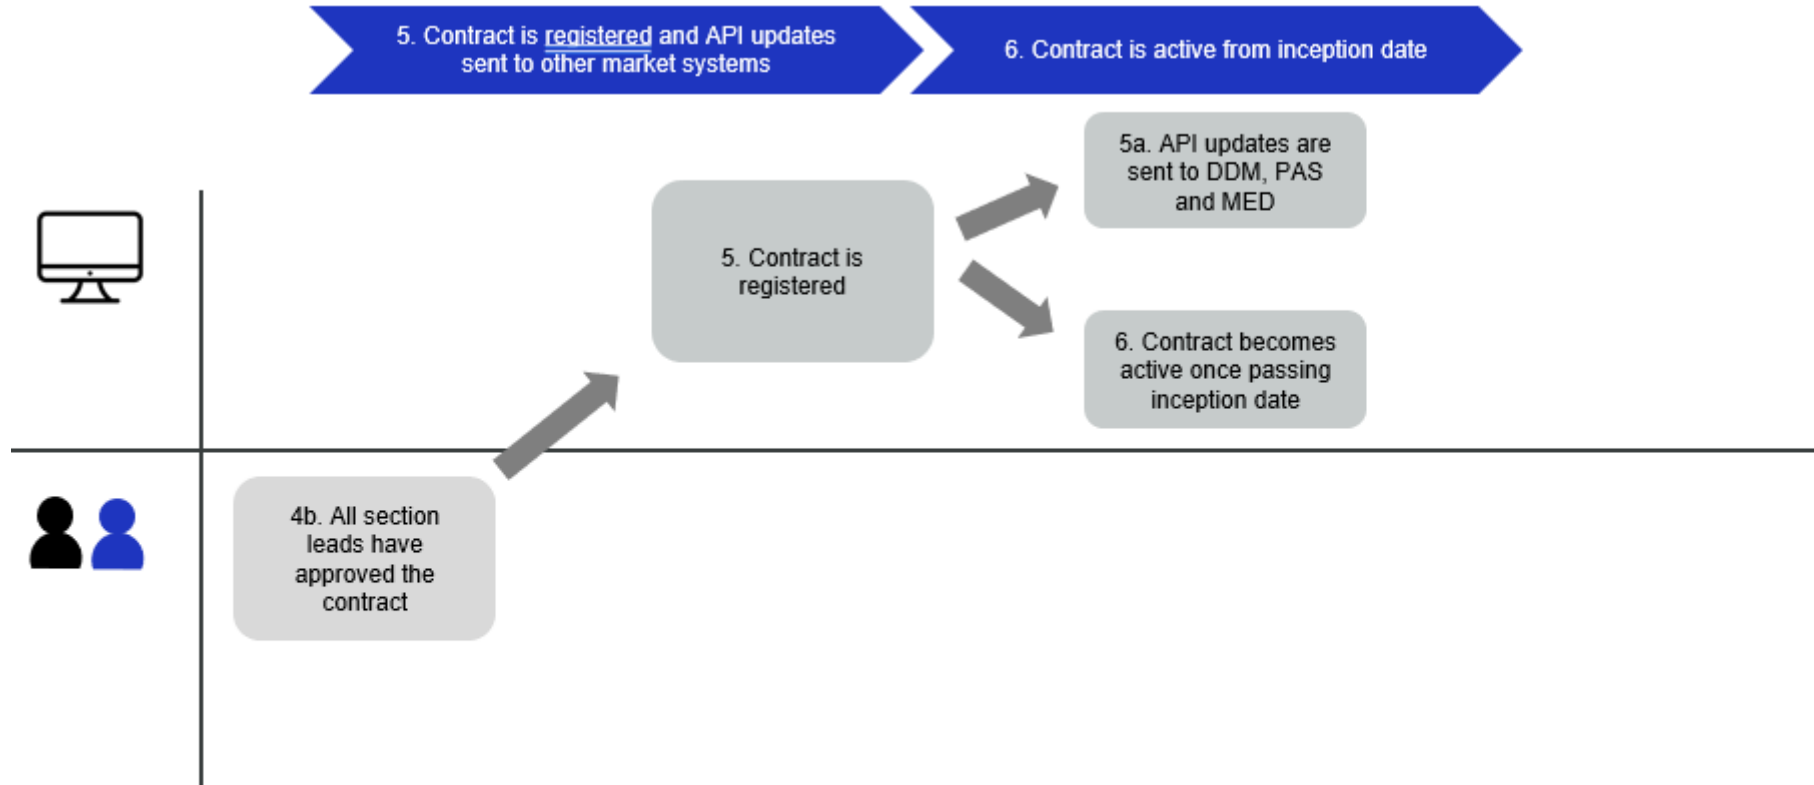 5. Contract is registered and API updates
sent to other market systems
6. Contract is active from inception date
5a. API updates are
sent to DDM, PAS
and MED
5. Contract is
registered
6. Contract becomes
active once passing
inception date
4b. All section
leads have
approved the
contract